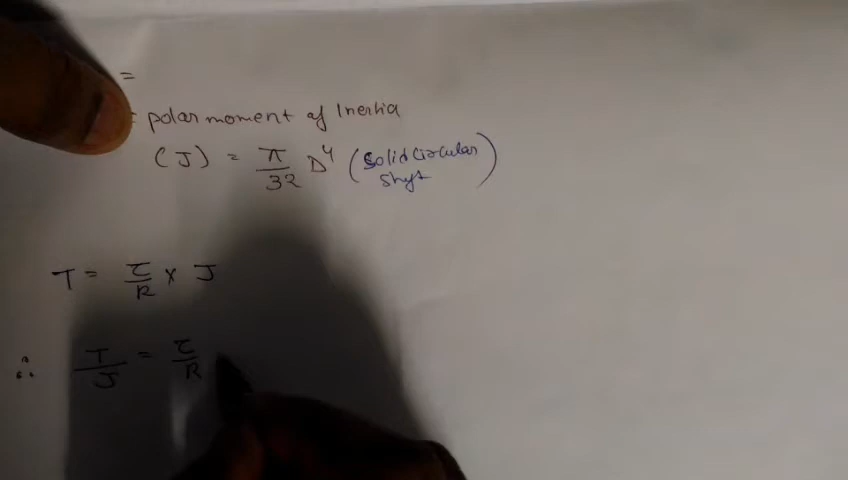 =
= polar moment of Inertia
(J) = π/32 D⁴ (Solid Circular
Shaft)
T = τ/R × J
∴ T/J = τ/R